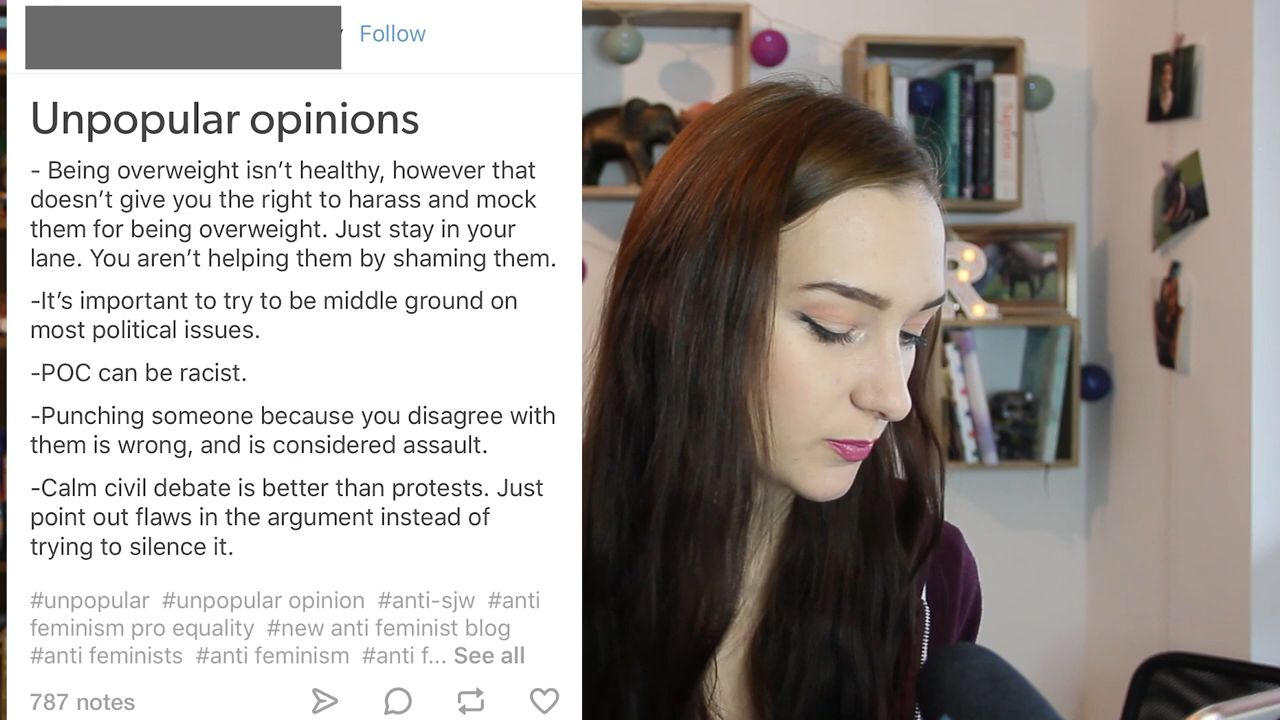 Follow
Unpopular opinions
- Being overweight isn’t healthy, however that
doesn’t give you the right to harass and mock
them for being overweight. Just stay in your
lane. You aren’t helping them by shaming them.
-It’s important to try to be middle ground on
most political issues.
-POC can be racist.
-Punching someone because you disagree with
them is wrong, and is considered assault.
-Calm civil debate is better than protests. Just
point out flaws in the argument instead of
trying to silence it.
#unpopular #unpopular opinion #anti-sjw #anti
feminism pro equality #new anti feminist blog
#anti feminists #anti feminism #anti f... See all
787 notes
R